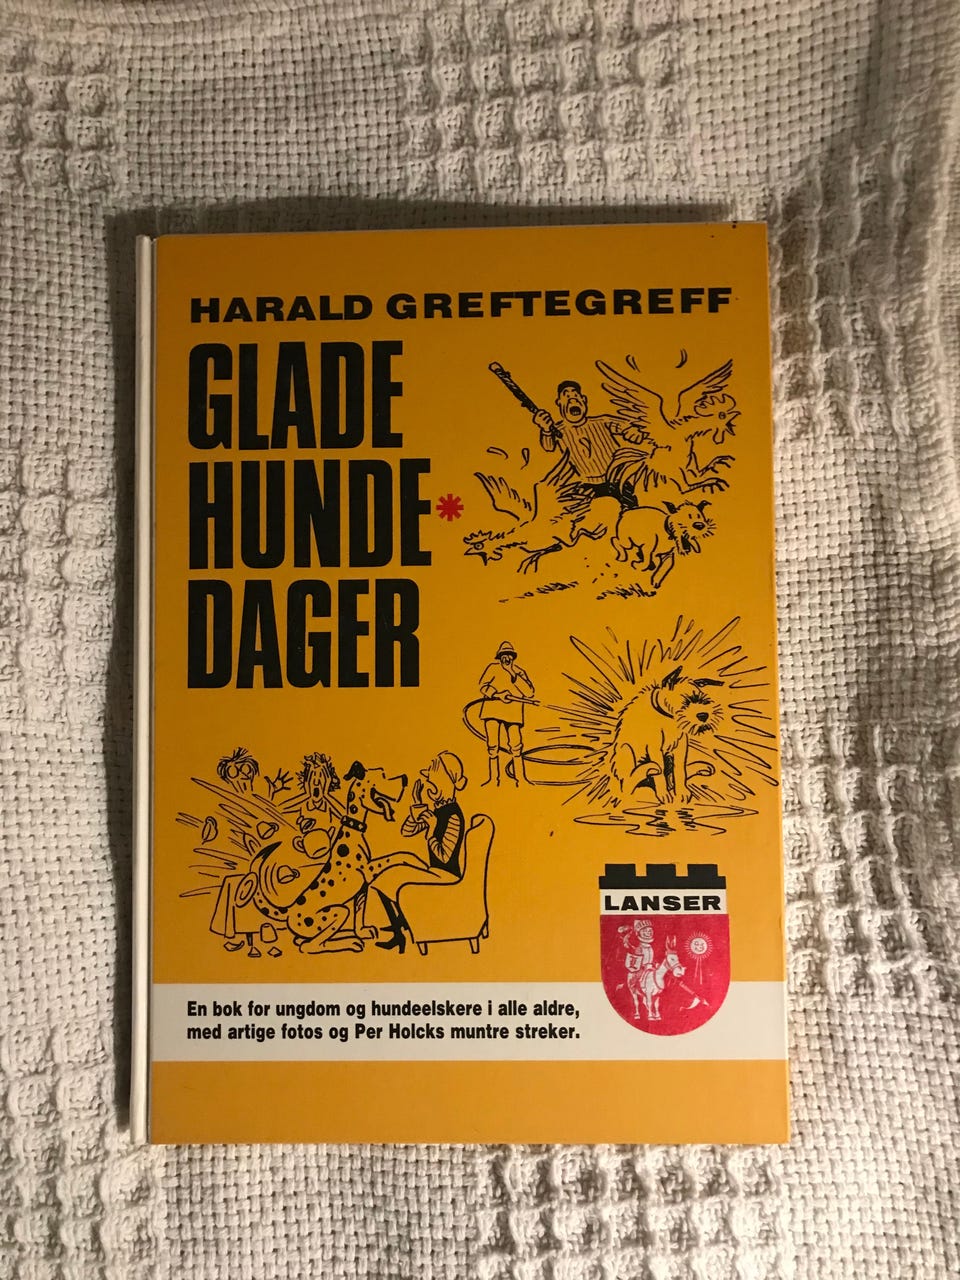 HARALD GREFTEGREFF
GLADE
HUNDE*
DAGER
LANSER
En bok for ungdom og hundeelskere i alle aldre,
med artige fotos og Per Holcks muntre streker.